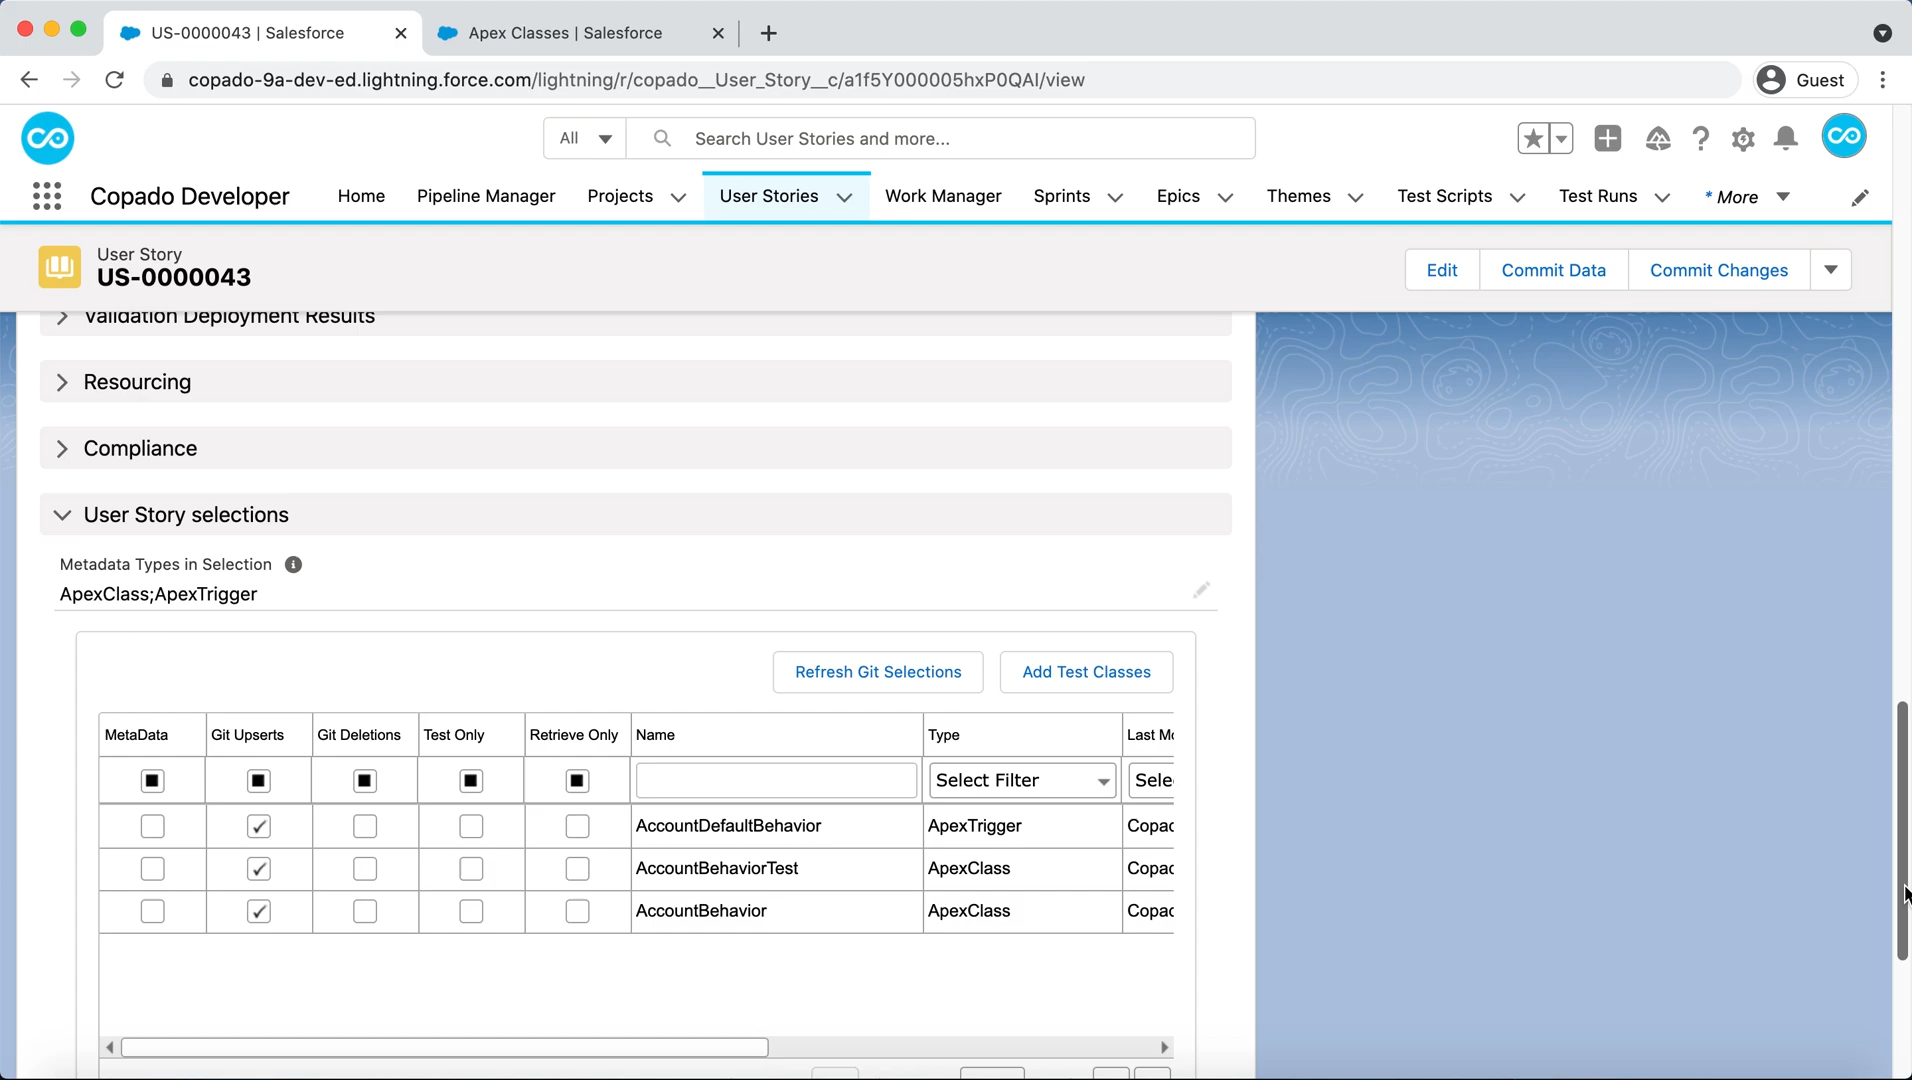 US-0000043 | Salesforce
Apex Classes | Salesforce
copado-9a-dev-ed.lightning.force.com/lightning/r/copado__User_Story__c/a1f5Y000005hxP0QAI/view
Guest
All
Search User Stories and more...
Copado Developer
Home
Pipeline Manager
Projects
User Stories
Work Manager
Sprints
Epics
Themes
Test Scripts
Test Runs
* More
User Story
US-0000043
Edit
Commit Data
Commit Changes
Validation Deployment Results
Resourcing
Compliance
User Story selections
Metadata Types in Selection
ApexClass;ApexTrigger
Refresh Git Selections
Add Test Classes
MetaData Git Upserts Git Deletions Test Only Retrieve Only Name Type Last Mo
Select Filter Selec
AccountDefaultBehavior ApexTrigger Copad
AccountBehaviorTest ApexClass Copad
AccountBehavior ApexClass Copad